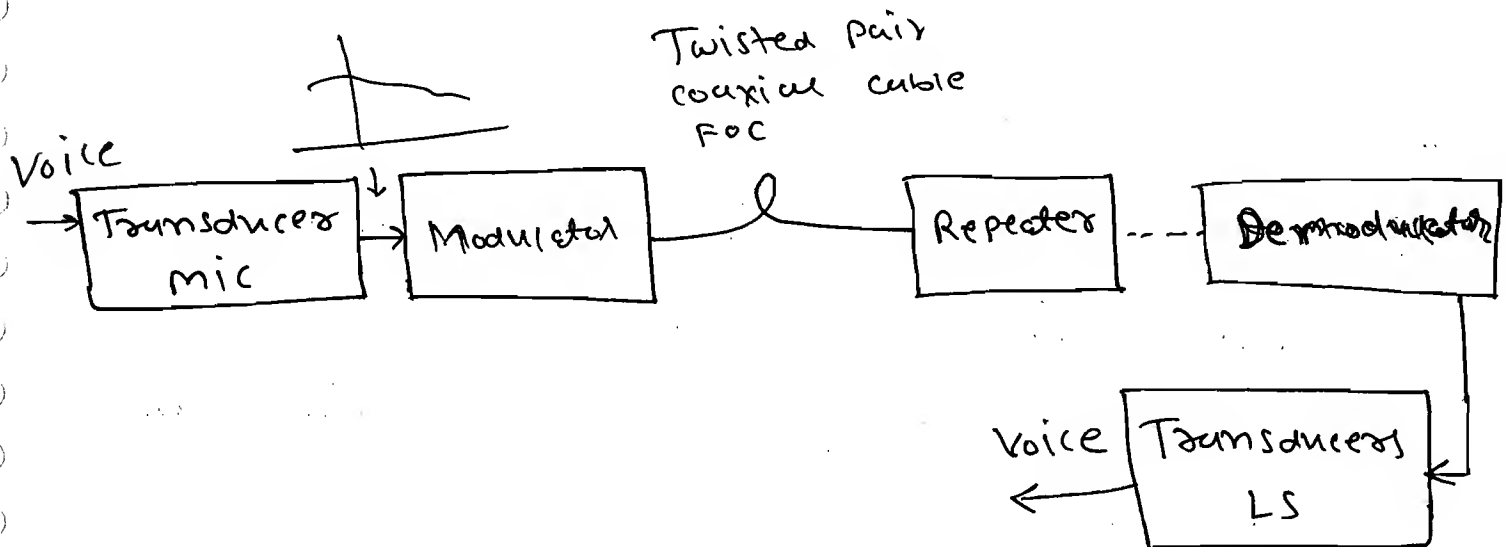 Twisted pair
coaxial cable
FOC
Voice
Transducer
mic
Modulator
Repeater
Demodulator
Voice
Transducers
LS